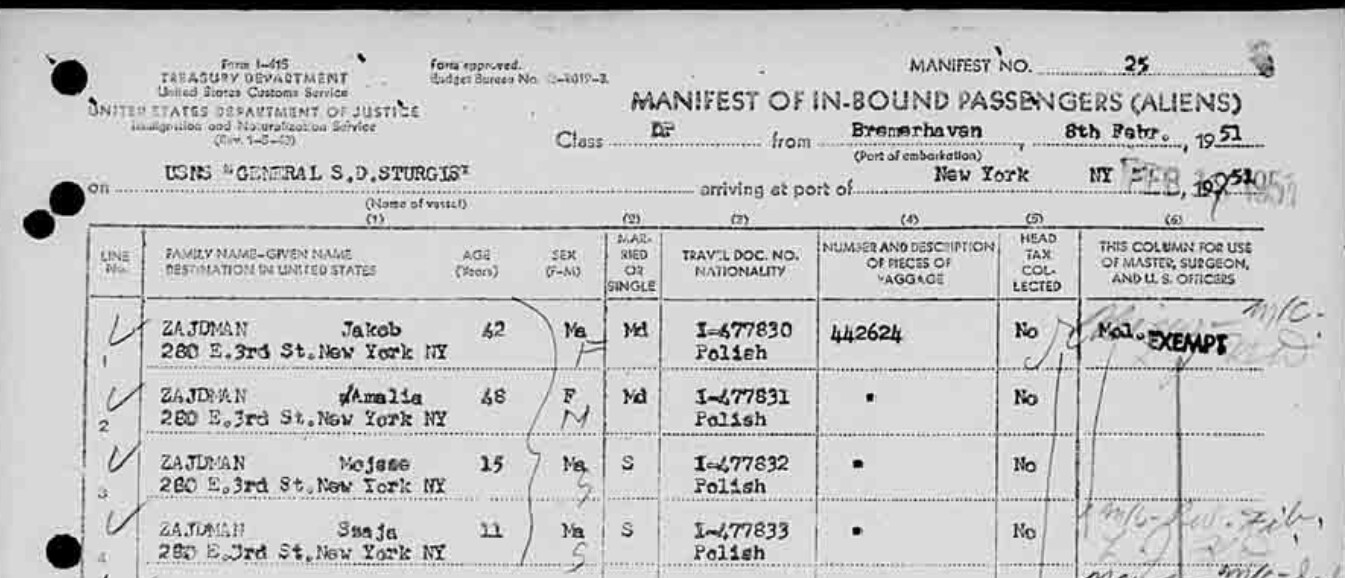 Form I-415
TREASURY DEPARTMENT
United States Customs Service
UNITED STATES DEPARTMENT OF JUSTICE
Immigration and Naturalization Service
Form approved.
Budget Bureau No.
MANIFEST NO. 25
MANIFEST OF IN-BOUND PASSENGERS (ALIENS)
Class DP from Bremerhaven, 8th Febr., 1951
(Port of embarkation)
on USNS "GENERAL S.D.STURGIS" arriving at port of New York NY, 1951
(Name of vessel)
(1) (2) (3) (4) (5) (6)
LINE No.
FAMILY NAME–GIVEN NAME
DESTINATION IN UNITED STATES
AGE (Years)
SEX (F–M)
MARRIED OR SINGLE
TRAVEL DOC. NO. NATIONALITY
NUMBER AND DESCRIPTION OF PIECES OF BAGGAGE
HEAD TAX COLLECTED
THIS COLUMN FOR USE OF MASTER, SURGEON, AND U. S. OFFICERS
1 ZAJDMAN Jakob 42 Ma Md I-477830 442624 No EXEMPT
280 E.3rd St.New York NY F Polish
2 ZAJDMAN Amalia 48 F Md I-477831 " No
280 E.3rd St.New York NY M Polish
3 ZAJDMAN Mojsze 15 Ma S I-477832 " No
280 E.3rd St.New York NY S Polish
4 ZAJDMAN Smaja 11 Ma S I-477833 " No
280 E.3rd St.New York NY S Polish